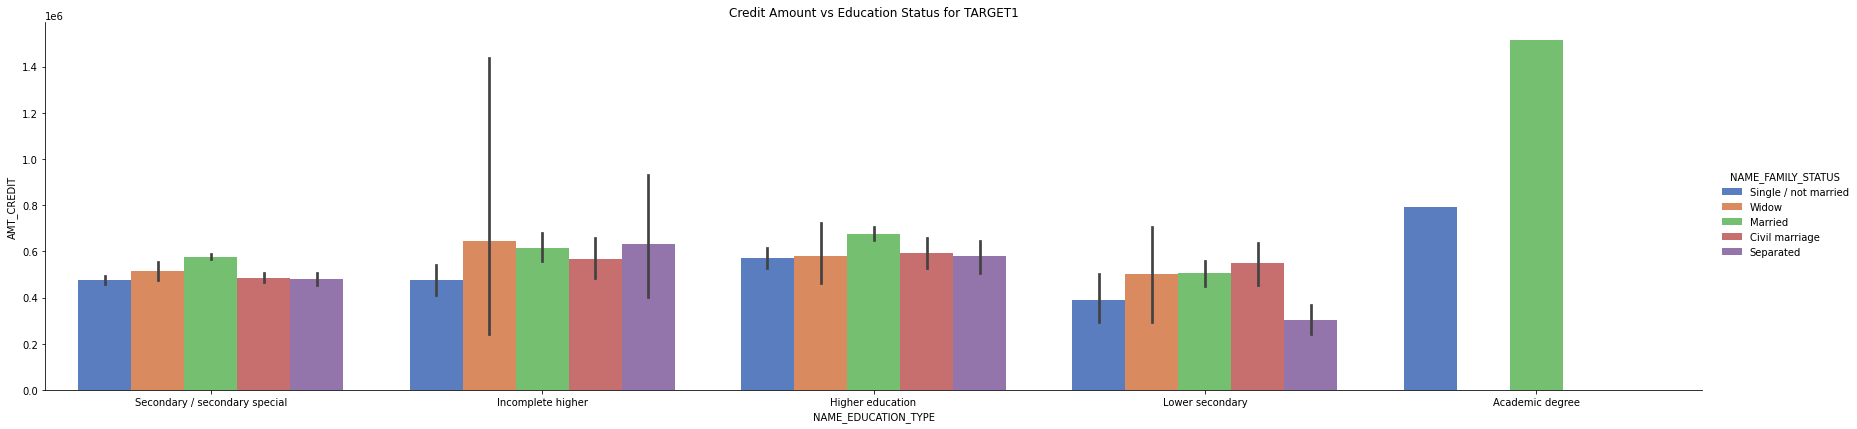 Credit Amount vs Education Status for TARGET1
1e6
1.4
1.2
1.0
0.8
0.6
0.4
0.2
0.0
AMT_CREDIT
Secondary / secondary special
Incomplete higher
Higher education
Lower secondary
Academic degree
NAME_EDUCATION_TYPE
NAME_FAMILY_STATUS
Single / not married
Widow
Married
Civil marriage
Separated